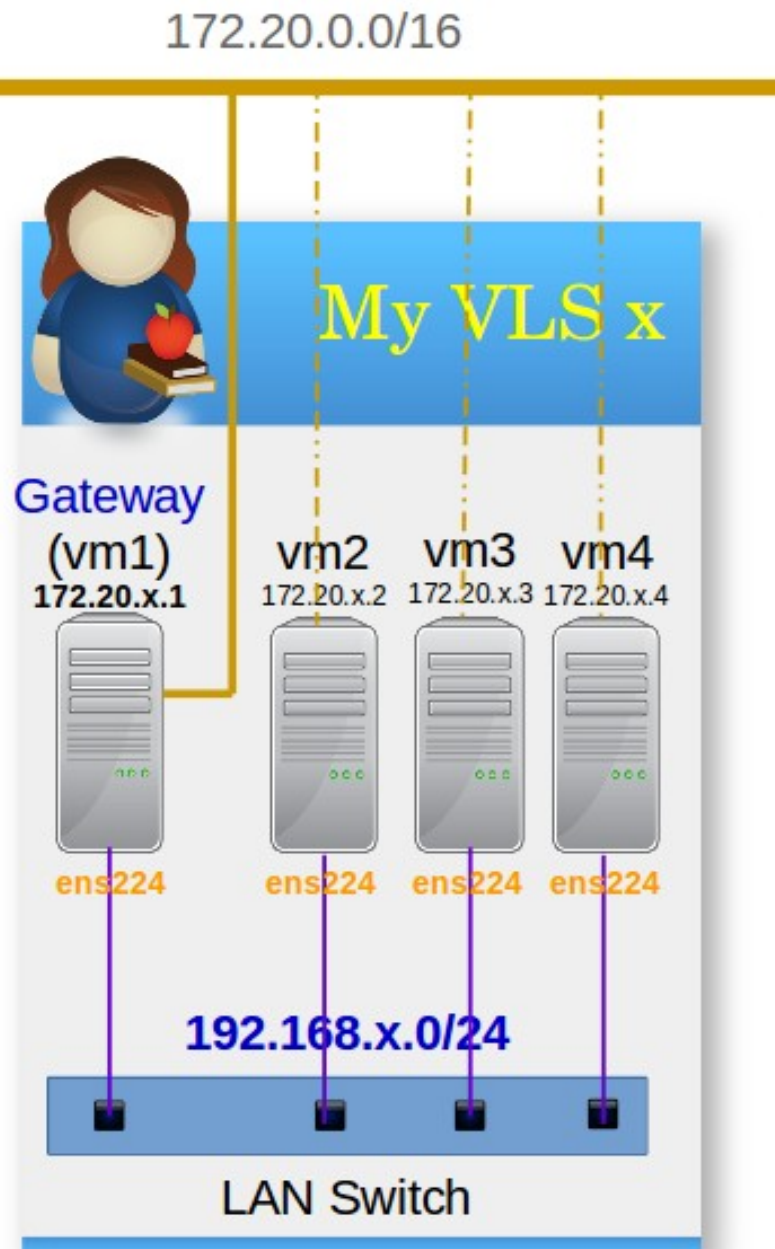 172.20.0.0/16
My VLS x
Gateway
(vm1) vm2 vm3 vm4
172.20.x.1 172.20.x.2 172.20.x.3 172.20.x.4
ens224 ens224 ens224 ens224
192.168.x.0/24
LAN Switch